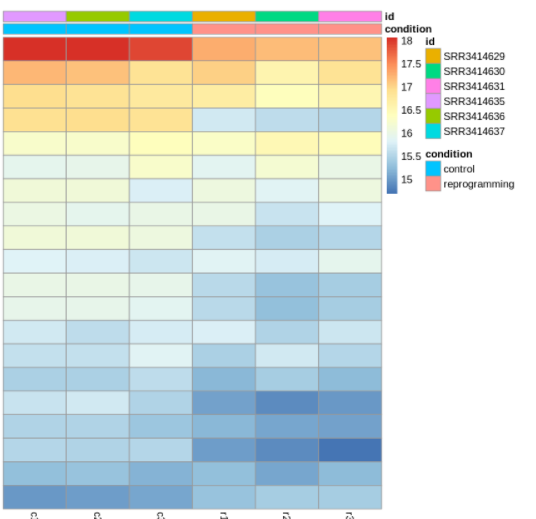 id
condition
18
17.5
17
16.5
16
15.5
15
id
SRR3414629
SRR3414630
SRR3414631
SRR3414635
SRR3414636
SRR3414637
condition
control
reprogramming